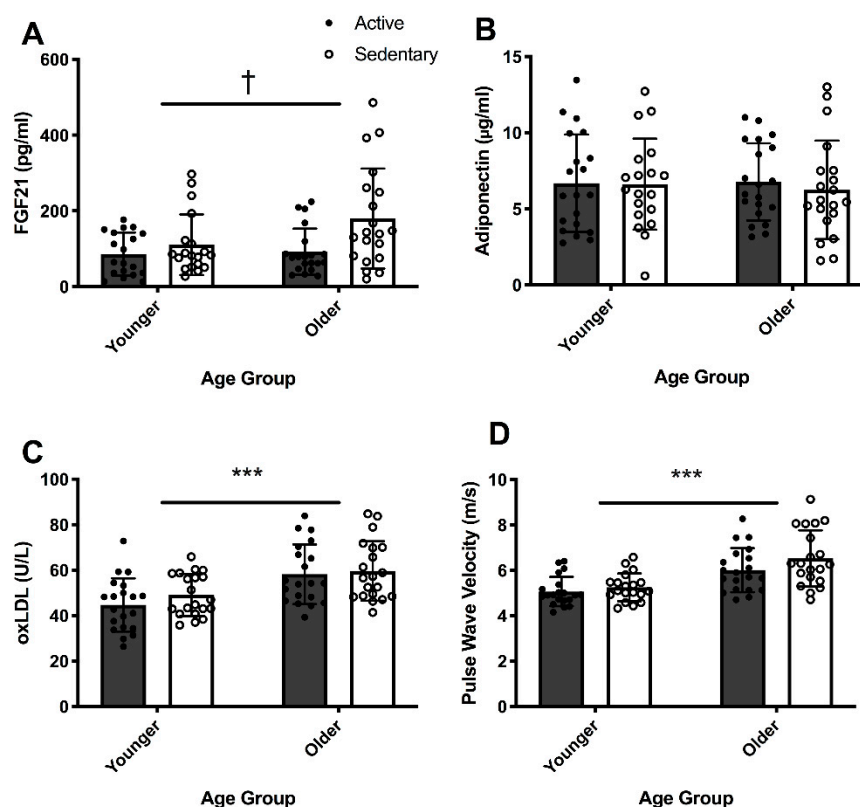 A
Active
Sedentary
FGF21 (pg/ml)
600
400
200
0
†
Younger
Older
Age Group
B
Adiponectin (µg/ml)
15
10
5
0
Younger
Older
Age Group
C
oxLDL (U/L)
100
80
60
40
20
0
***
Younger
Older
Age Group
D
Pulse Wave Velocity (m/s)
10
8
6
4
2
0
***
Younger
Older
Age Group